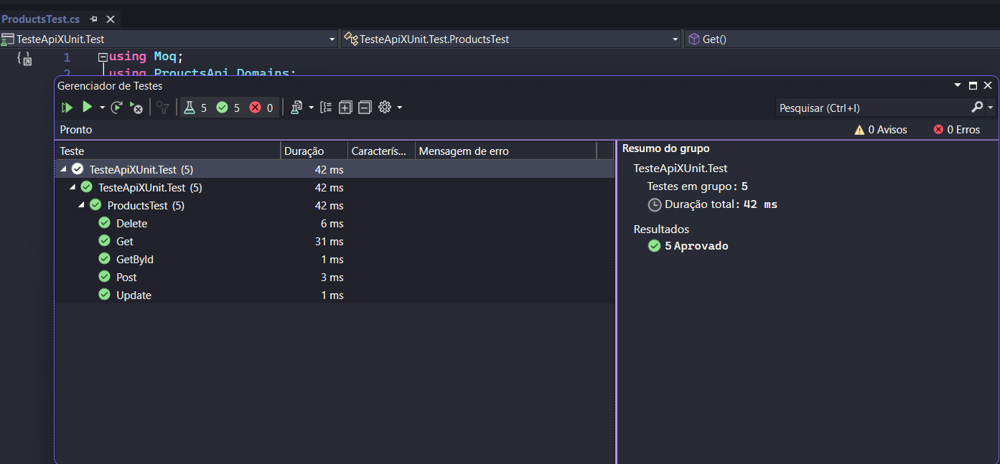 ProductsTest.cs
TesteApiXUnit.Test TesteApiXUnit.Test.ProductsTest Get()
1 using Moq;
2 using ProuctsApi.Domains;
Gerenciador de Testes
5 5 0 Pesquisar (Ctrl+I)
Pronto 0 Avisos 0 Erros
Teste Duração Caracterís... Mensagem de erro
TesteApiXUnit.Test (5) 42 ms
TesteApiXUnit.Test (5) 42 ms
ProductsTest (5) 42 ms
Delete 6 ms
Get 31 ms
GetById 1 ms
Post 3 ms
Update 1 ms
Resumo do grupo
TesteApiXUnit.Test
Testes em grupo: 5
Duração total: 42 ms
Resultados
5 Aprovado